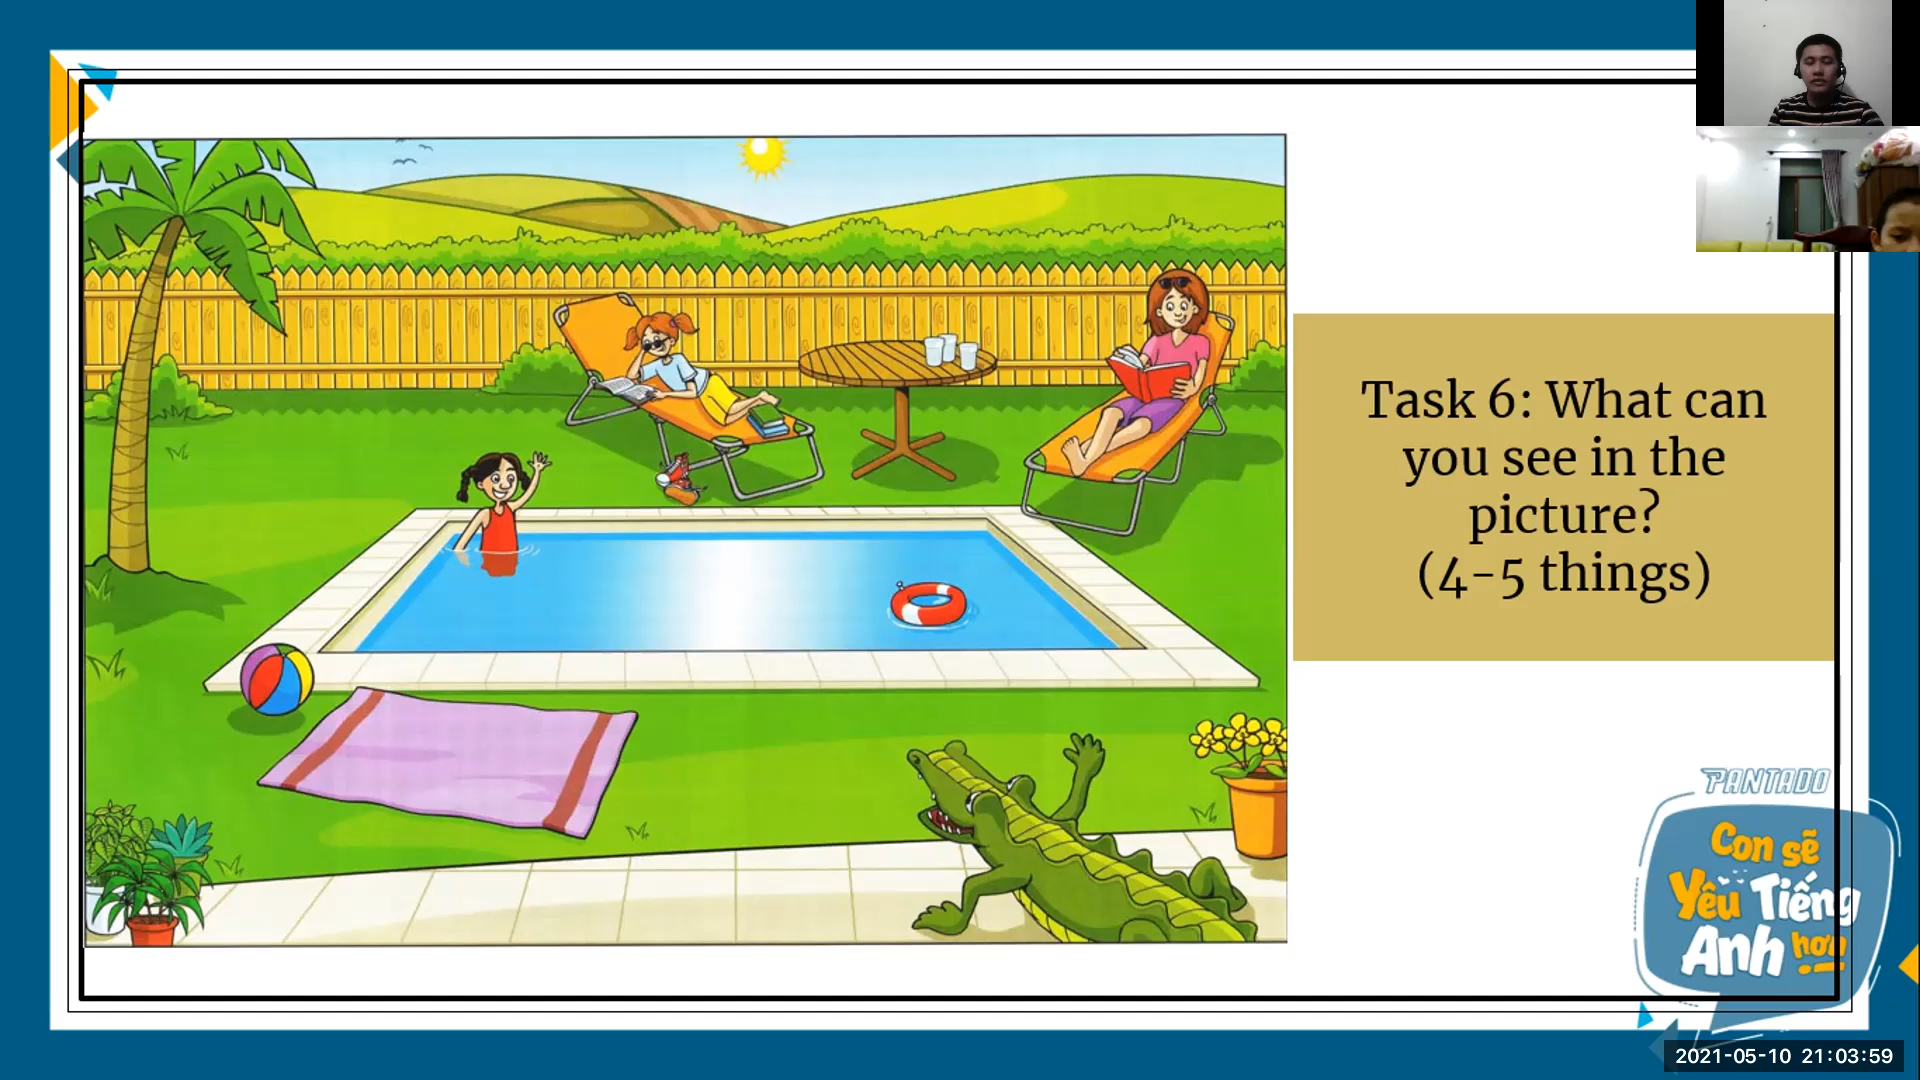 Task 6: What can
you see in the
picture?
(4-5 things)
PANTADO
Con sẽ
Yêu Tiếng
Anh hơn
2021-05-10 21:03:59